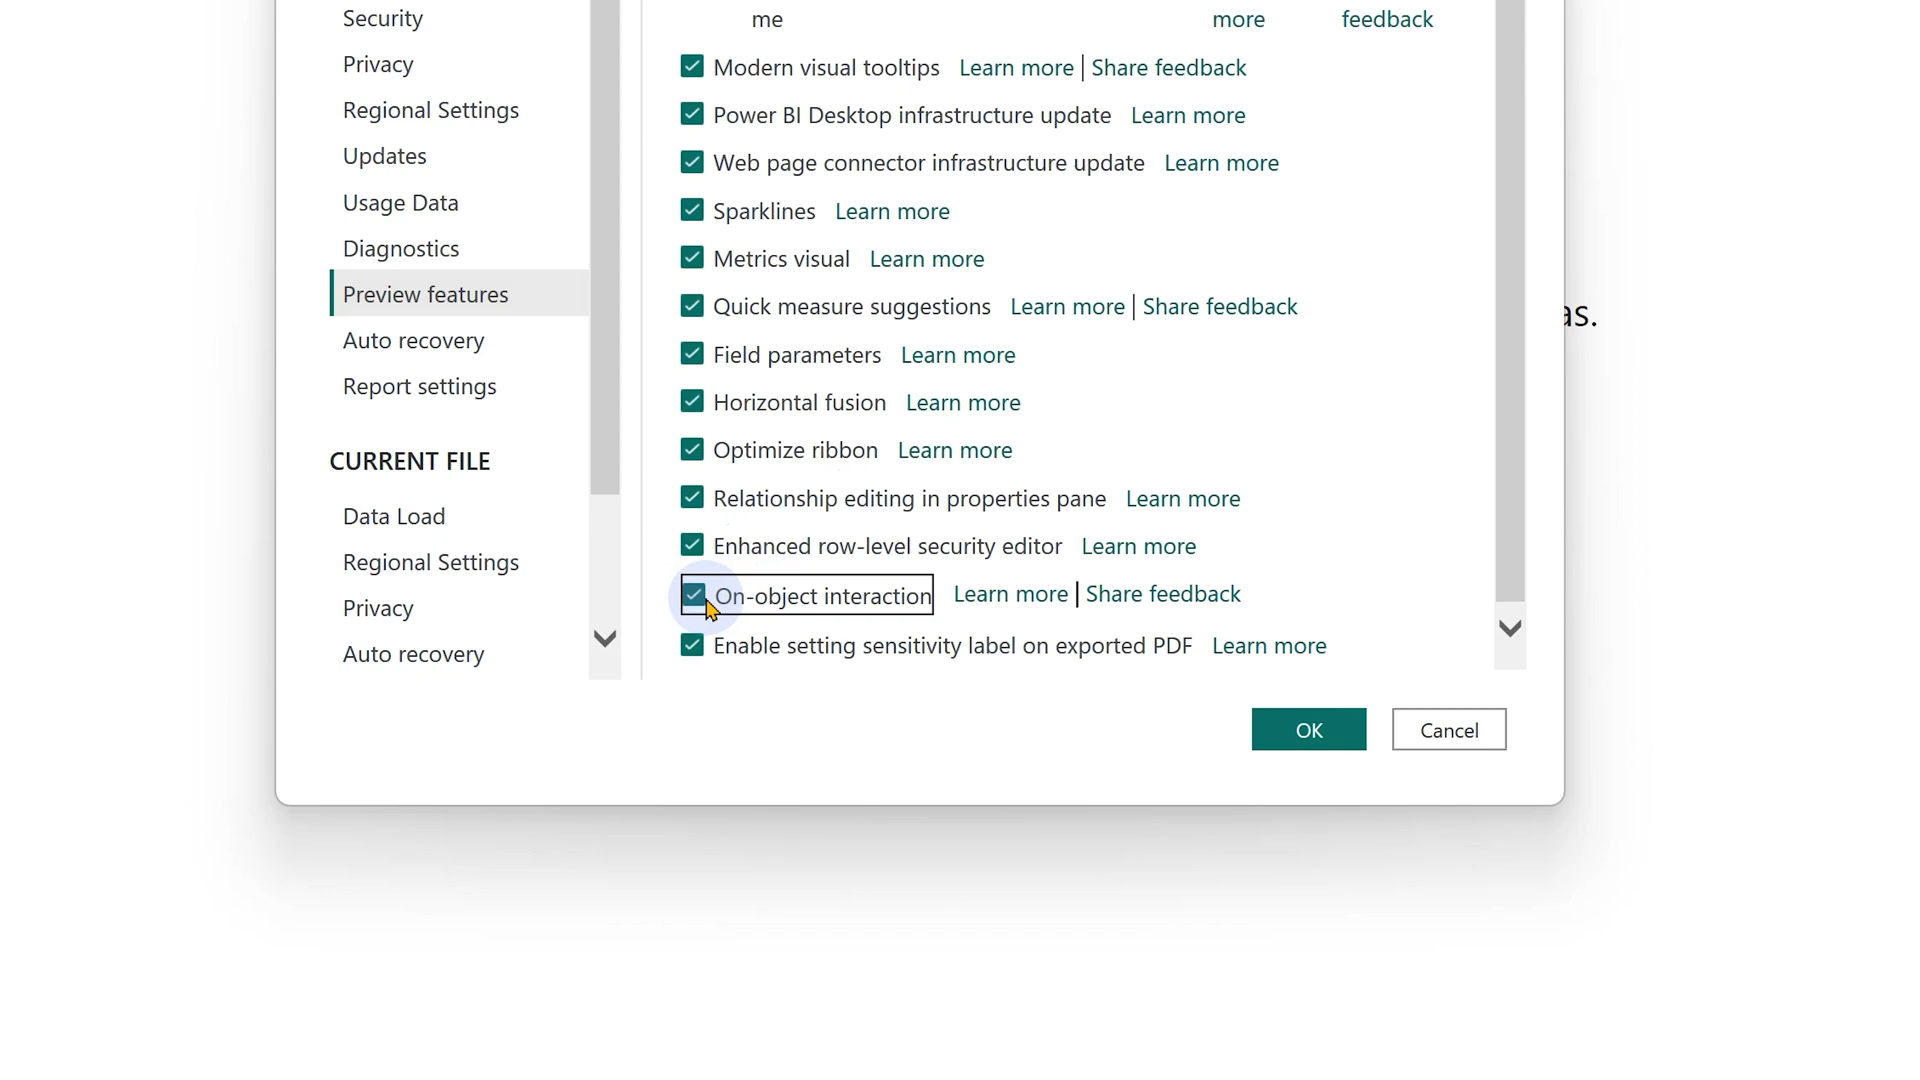 Security
Privacy
Regional Settings
Updates
Usage Data
Diagnostics
Preview features
Auto recovery
Report settings
CURRENT FILE
Data Load
Regional Settings
Privacy
Auto recovery
me more feedback
Modern visual tooltips Learn more | Share feedback
Power BI Desktop infrastructure update Learn more
Web page connector infrastructure update Learn more
Sparklines Learn more
Metrics visual Learn more
Quick measure suggestions Learn more | Share feedback
Field parameters Learn more
Horizontal fusion Learn more
Optimize ribbon Learn more
Relationship editing in properties pane Learn more
Enhanced row-level security editor Learn more
On-object interaction Learn more | Share feedback
Enable setting sensitivity label on exported PDF Learn more
OK Cancel
as.